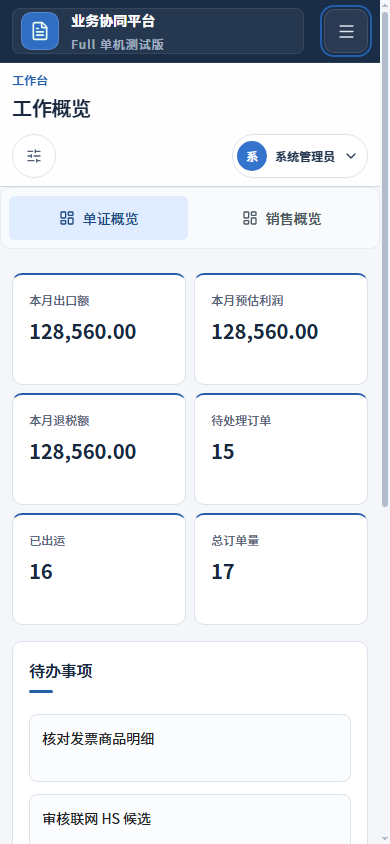 业务协同平台
Full 单机测试版
工作台
工作概览
系 系统管理员
单证概览 销售概览
本月出口额 本月预估利润
128,560.00 128,560.00
本月退税额 待处理订单
128,560.00 15
已出运 总订单量
16 17
待办事项
核对发票商品明细
审核联网 HS 候选